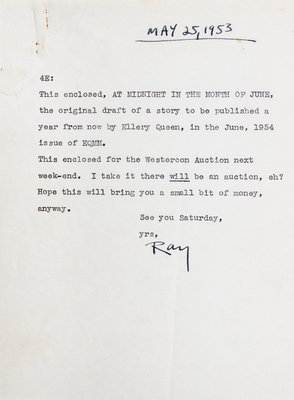 MAY 25, 1953
4E:
This enclosed, AT MIDNIGHT IN THE MONTH OF JUNE,
the original draft of a story to be published a
year from now by Ellery Queen, in the June, 1954
issue of EQMM.
This enclosed for the Westercon Auction next
week-end. I take it there will be an auction, eh?
Hope this will bring you a small bit of money,
anyway.
See you Saturday,
yrs,
Ray